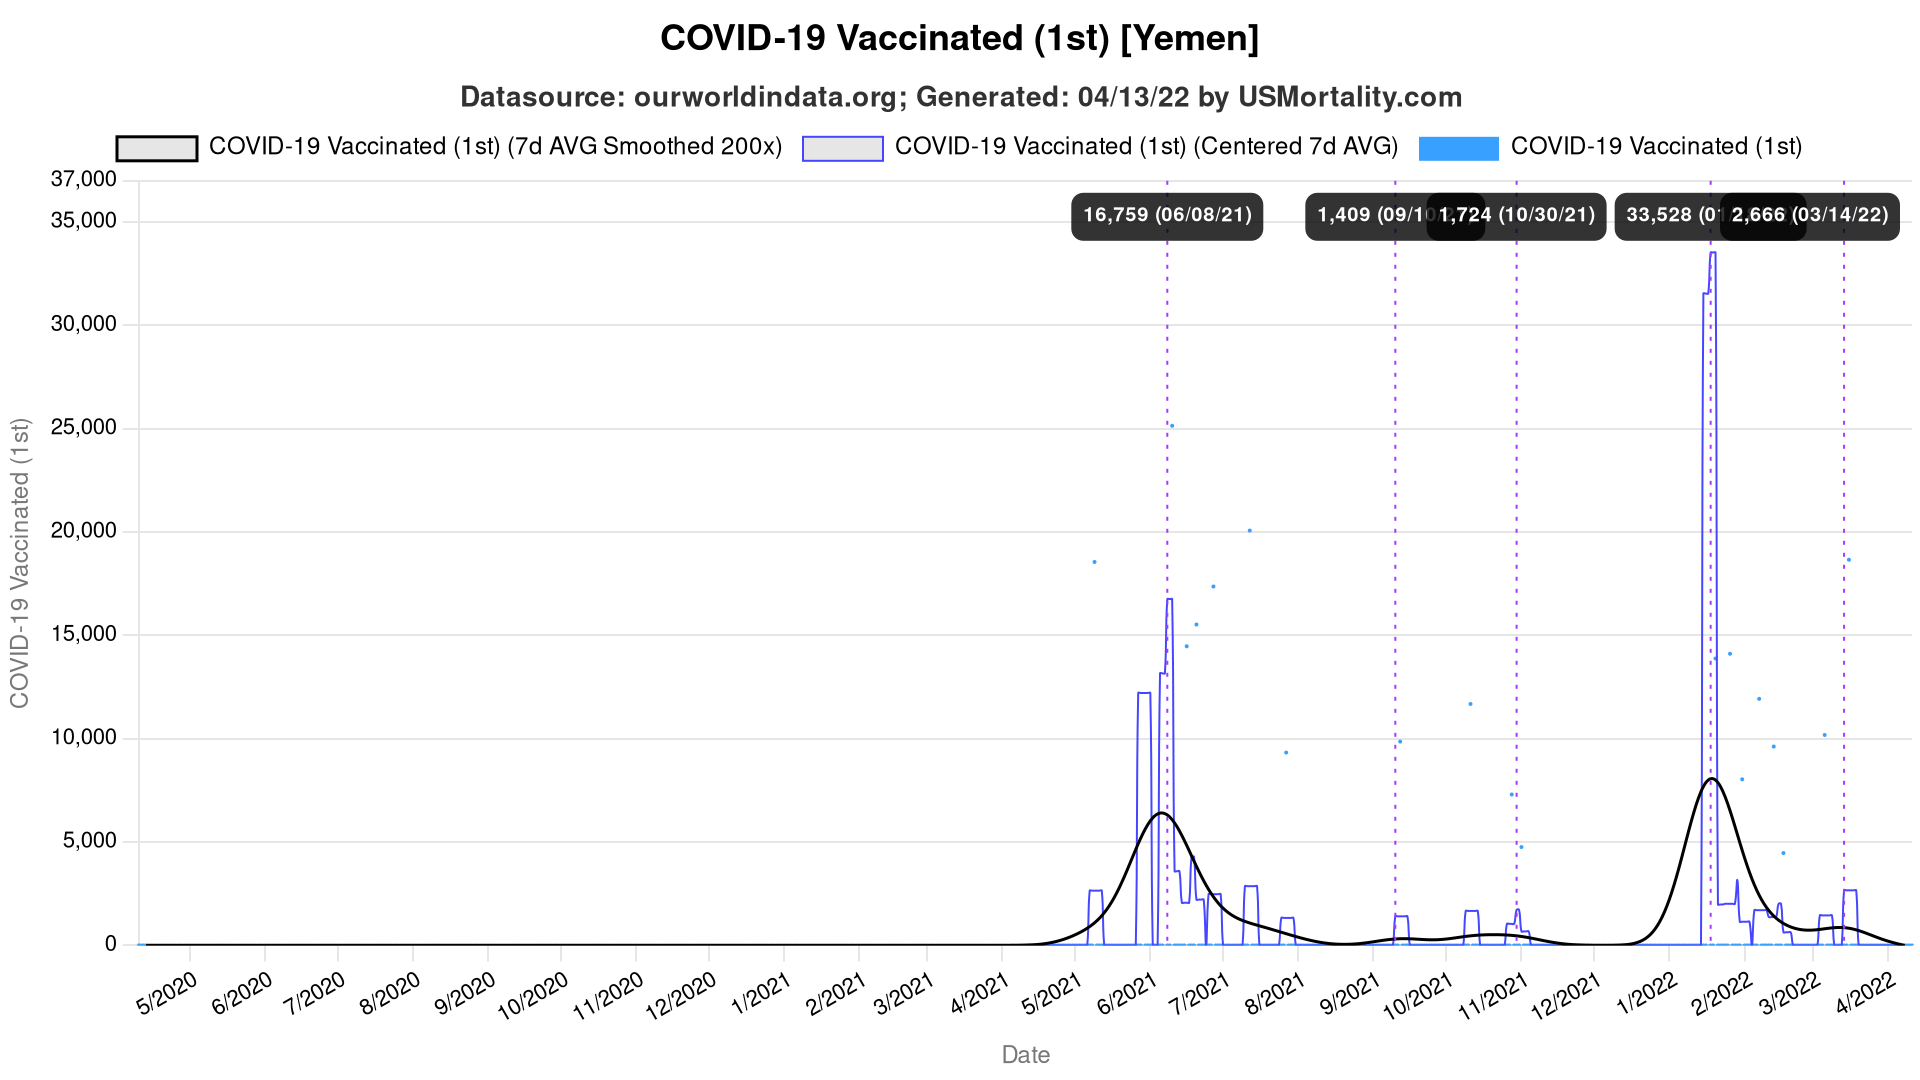 COVID-19 Vaccinated (1st) [Yemen]
Datasource: ourworldindata.org; Generated: 04/13/22 by USMortality.com
COVID-19 Vaccinated (1st) (7d AVG Smoothed 200x) COVID-19 Vaccinated (1st) (Centered 7d AVG) COVID-19 Vaccinated (1st)
37,000
35,000
30,000
25,000
20,000
15,000
10,000
5,000
0
COVID-19 Vaccinated (1st)
16,759 (06/08/21) 1,409 1,724 (10/30/21) 33,528 2,666 (03/14/22)
5/2020 6/2020 7/2020 8/2020 9/2020 10/2020 11/2020 12/2020 1/2021 2/2021 3/2021 4/2021 5/2021 6/2021 7/2021 8/2021 9/2021 10/2021 11/2021 12/2021 1/2022 2/2022 3/2022 4/2022
Date